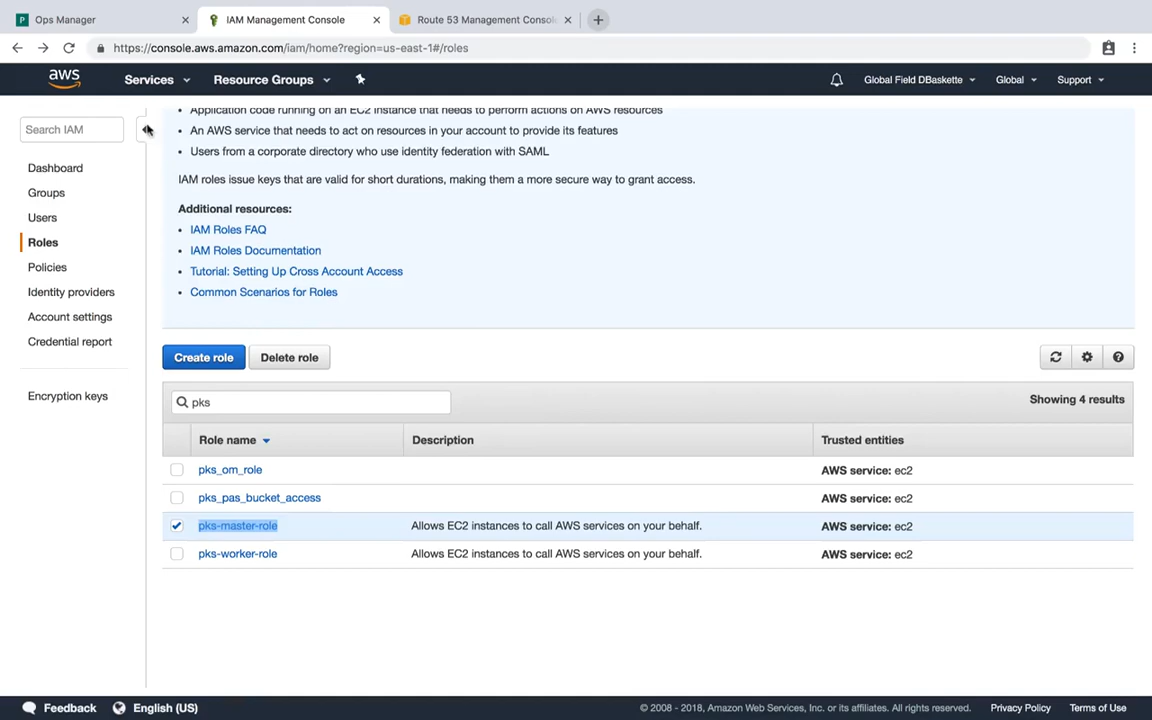 Ops Manager
IAM Management Console
Route 53 Management Consol
https://console.aws.amazon.com/iam/home?region=us-east-1#/roles
aws
Services
Resource Groups
Global Field DBaskette
Global
Support
Search IAM
Dashboard
Groups
Users
Roles
Policies
Identity providers
Account settings
Credential report
Encryption keys
• Application code running on an EC2 instance that needs to perform actions on AWS resources
• An AWS service that needs to act on resources in your account to provide its features
• Users from a corporate directory who use identity federation with SAML
IAM roles issue keys that are valid for short durations, making them a more secure way to grant access.
Additional resources:
• IAM Roles FAQ
• IAM Roles Documentation
• Tutorial: Setting Up Cross Account Access
• Common Scenarios for Roles
Create role
Delete role
pks
Showing 4 results
Role name
Description
Trusted entities
pks_om_role
AWS service: ec2
pks_pas_bucket_access
AWS service: ec2
pks-master-role
Allows EC2 instances to call AWS services on your behalf.
AWS service: ec2
pks-worker-role
Allows EC2 instances to call AWS services on your behalf.
AWS service: ec2
Feedback
English (US)
© 2008 - 2018, Amazon Web Services, Inc. or its affiliates. All rights reserved.
Privacy Policy
Terms of Use